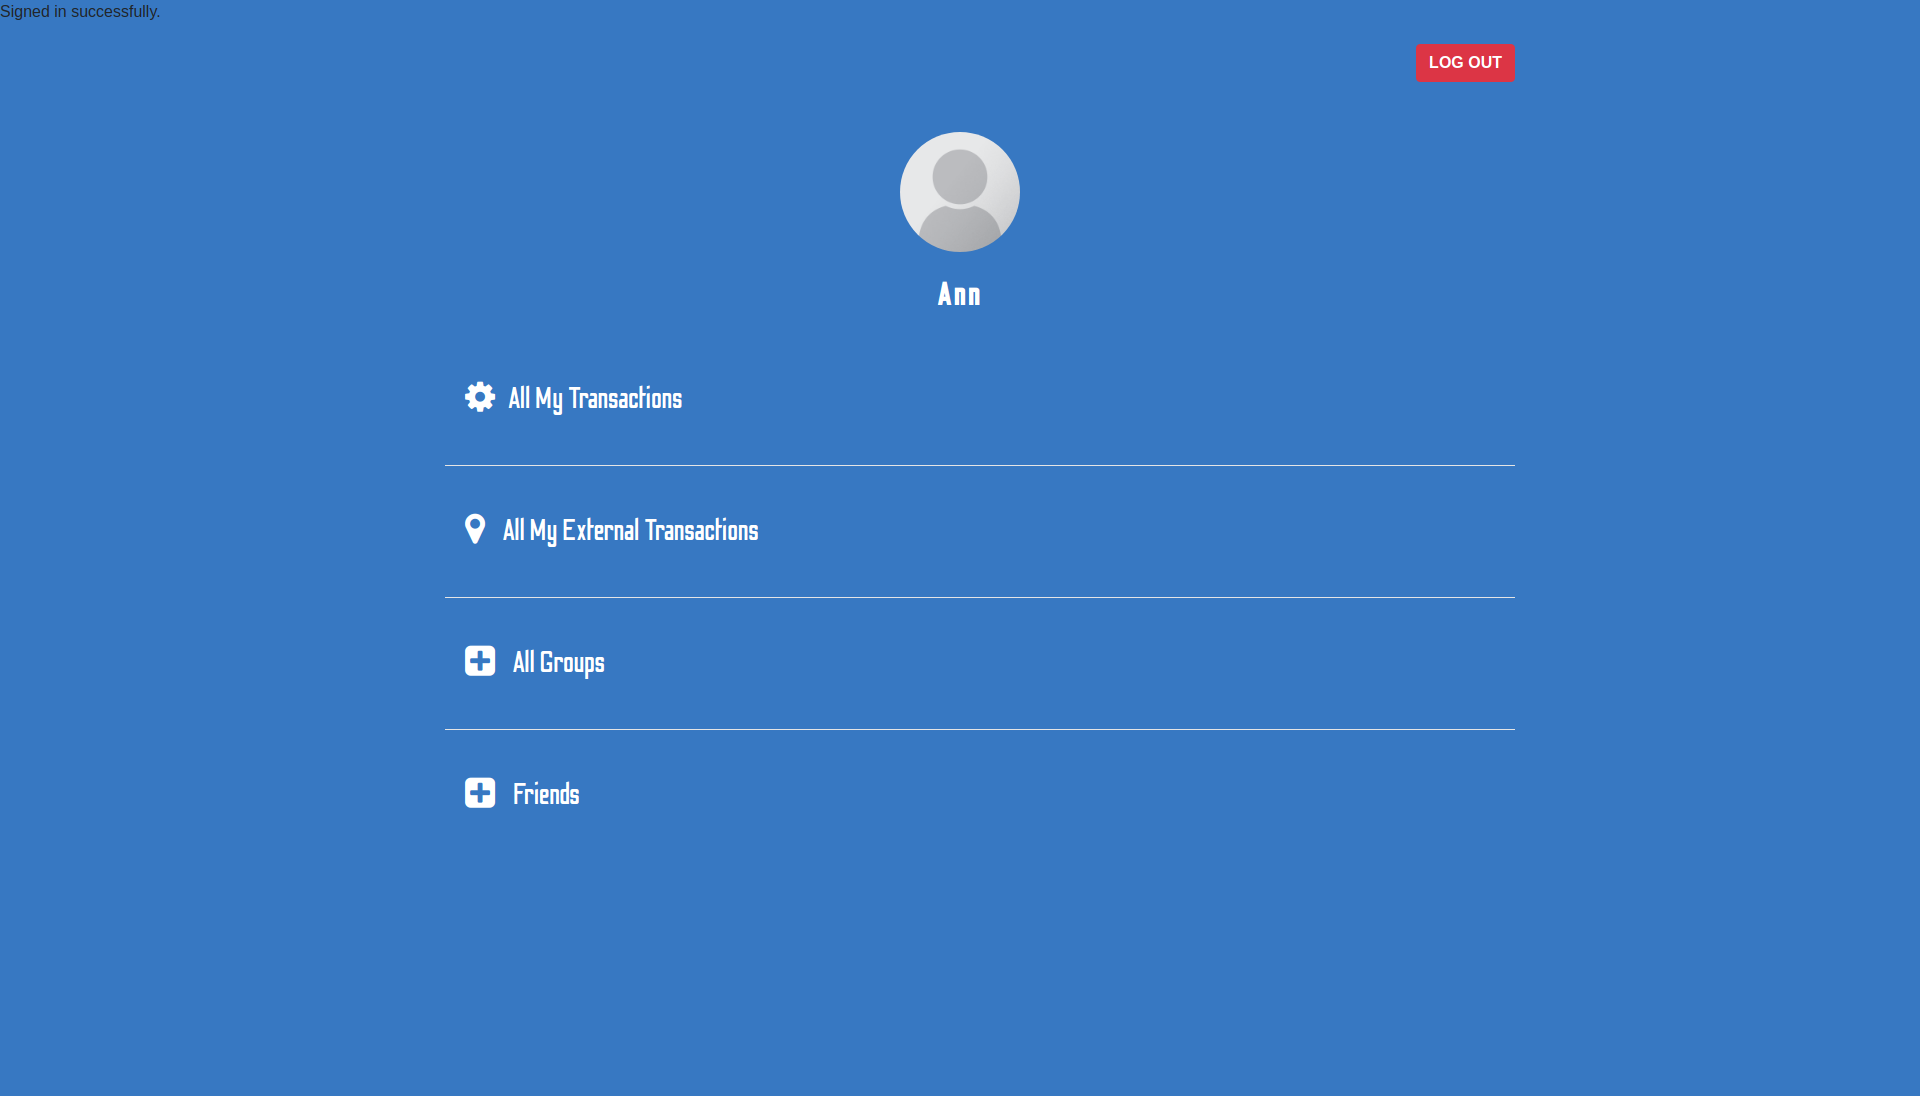 Signed in successfully.
LOG OUT
Ann
All My Transactions
All My External Transactions
All Groups
Friends